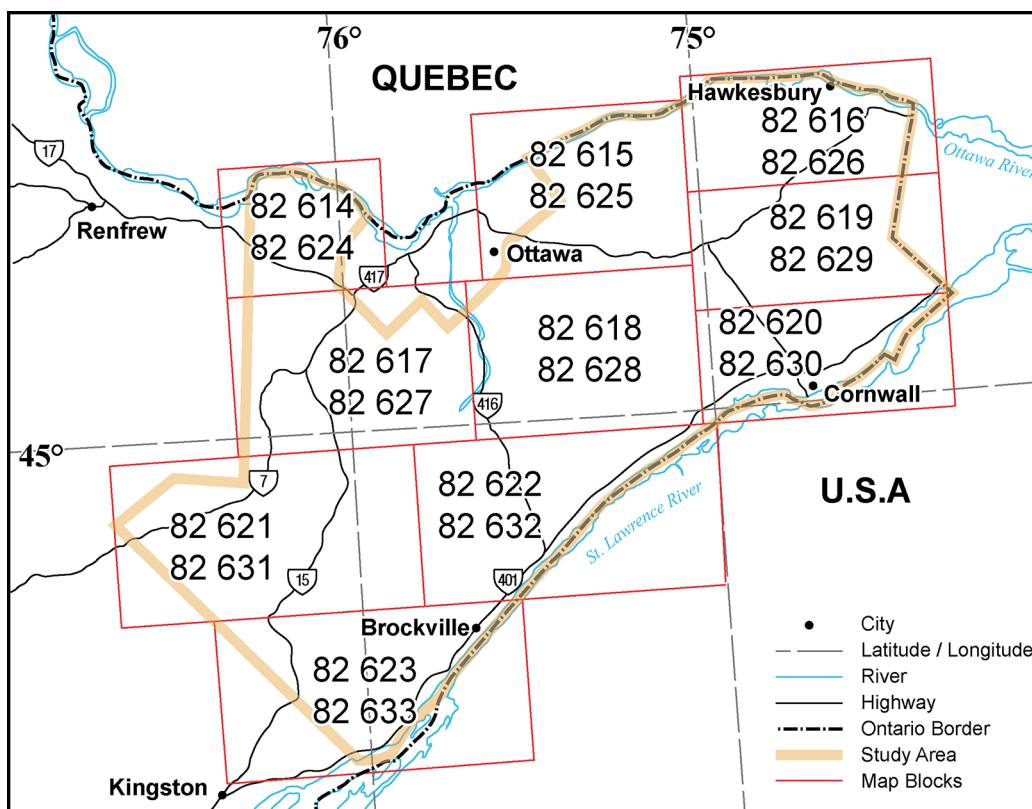 76°
75°
QUEBEC
Hawkesbury
82 616
82 626
Ottawa River
17
82 615
82 625
82 614
82 624
Renfrew
82 619
82 629
Ottawa
417
82 618
82 628
82 620
82 630
82 617
82 627
Cornwall
416
45°
7
U.S.A
82 622
82 632
St. Lawrence River
82 621
82 631
15
401
Brockville
82 623
82 633
Kingston
City
Latitude / Longitude
River
Highway
Ontario Border
Study Area
Map Blocks